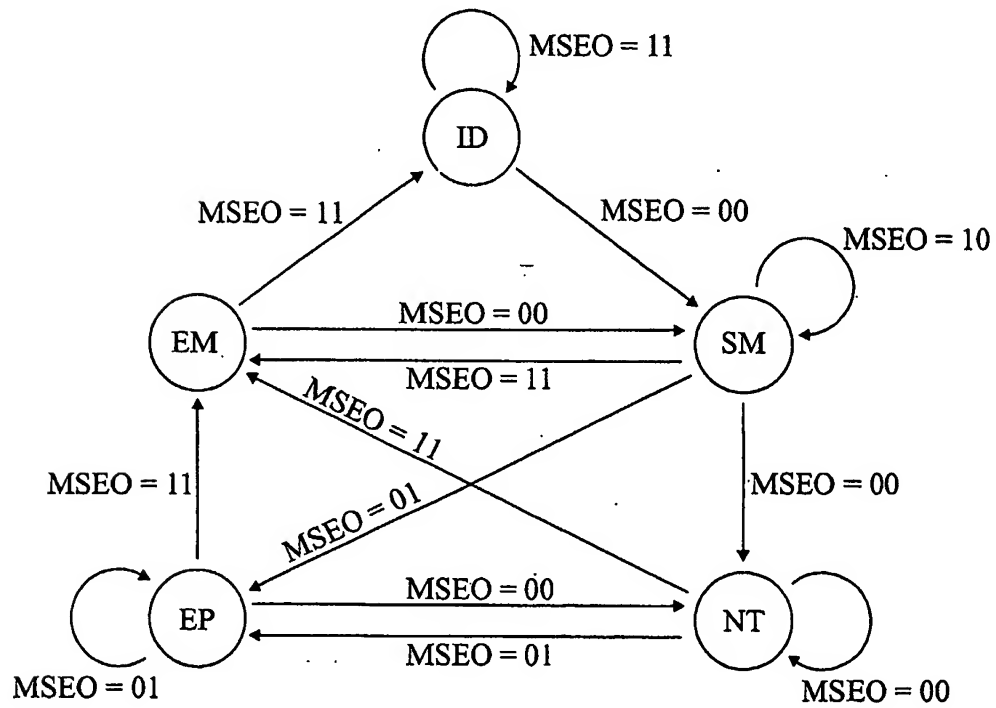 MSEO = 11
ID
MSEO = 11
MSEO = 00
MSEO = 10
EM
MSEO = 00
SM
MSEO = 11
MSEO = 11
MSEO = 11
MSEO = 01
MSEO = 00
EP
MSEO = 00
NT
MSEO = 01
MSEO = 01
MSEO = 00